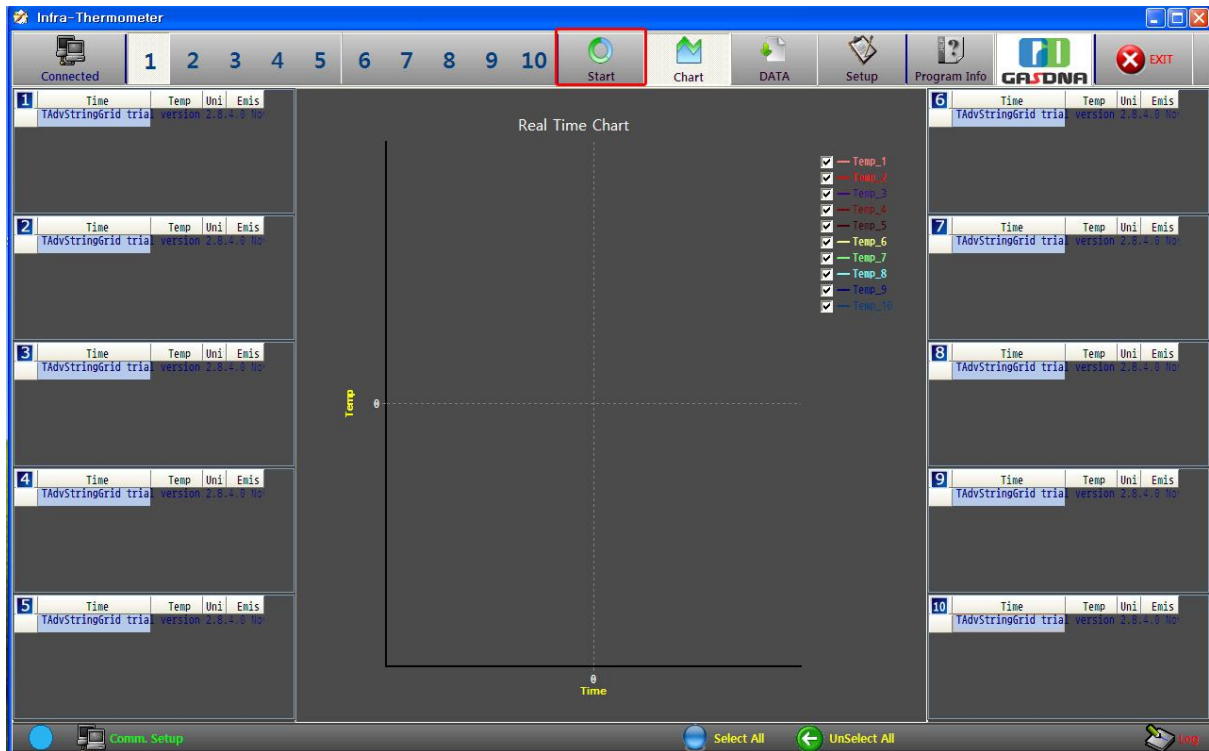 Infra-Thermometer
Connected 1 2 3 4 5 6 7 8 9 10 Start Chart DATA Setup Program Info GASDNA EXIT
1 Time Temp Uni Emis
TAdvStringGrid trial version 2.8.4.0 No
2 Time Temp Uni Emis
TAdvStringGrid trial version 2.8.4.0 No
3 Time Temp Uni Emis
TAdvStringGrid trial version 2.8.4.0 No
4 Time Temp Uni Emis
TAdvStringGrid trial version 2.8.4.0 No
5 Time Temp Uni Emis
TAdvStringGrid trial version 2.8.4.0 No
Real Time Chart
Temp_1
Temp_2
Temp_3
Temp_4
Temp_5
Temp_6
Temp_7
Temp_8
Temp_9
Temp_10
Temp
0
0
Time
6 Time Temp Uni Emis
TAdvStringGrid trial version 2.8.4.0 No
7 Time Temp Uni Emis
TAdvStringGrid trial version 2.8.4.0 No
8 Time Temp Uni Emis
TAdvStringGrid trial version 2.8.4.0 No
9 Time Temp Uni Emis
TAdvStringGrid trial version 2.8.4.0 No
10 Time Temp Uni Emis
TAdvStringGrid trial version 2.8.4.0 No
Comm. Setup Select All UnSelect All Log